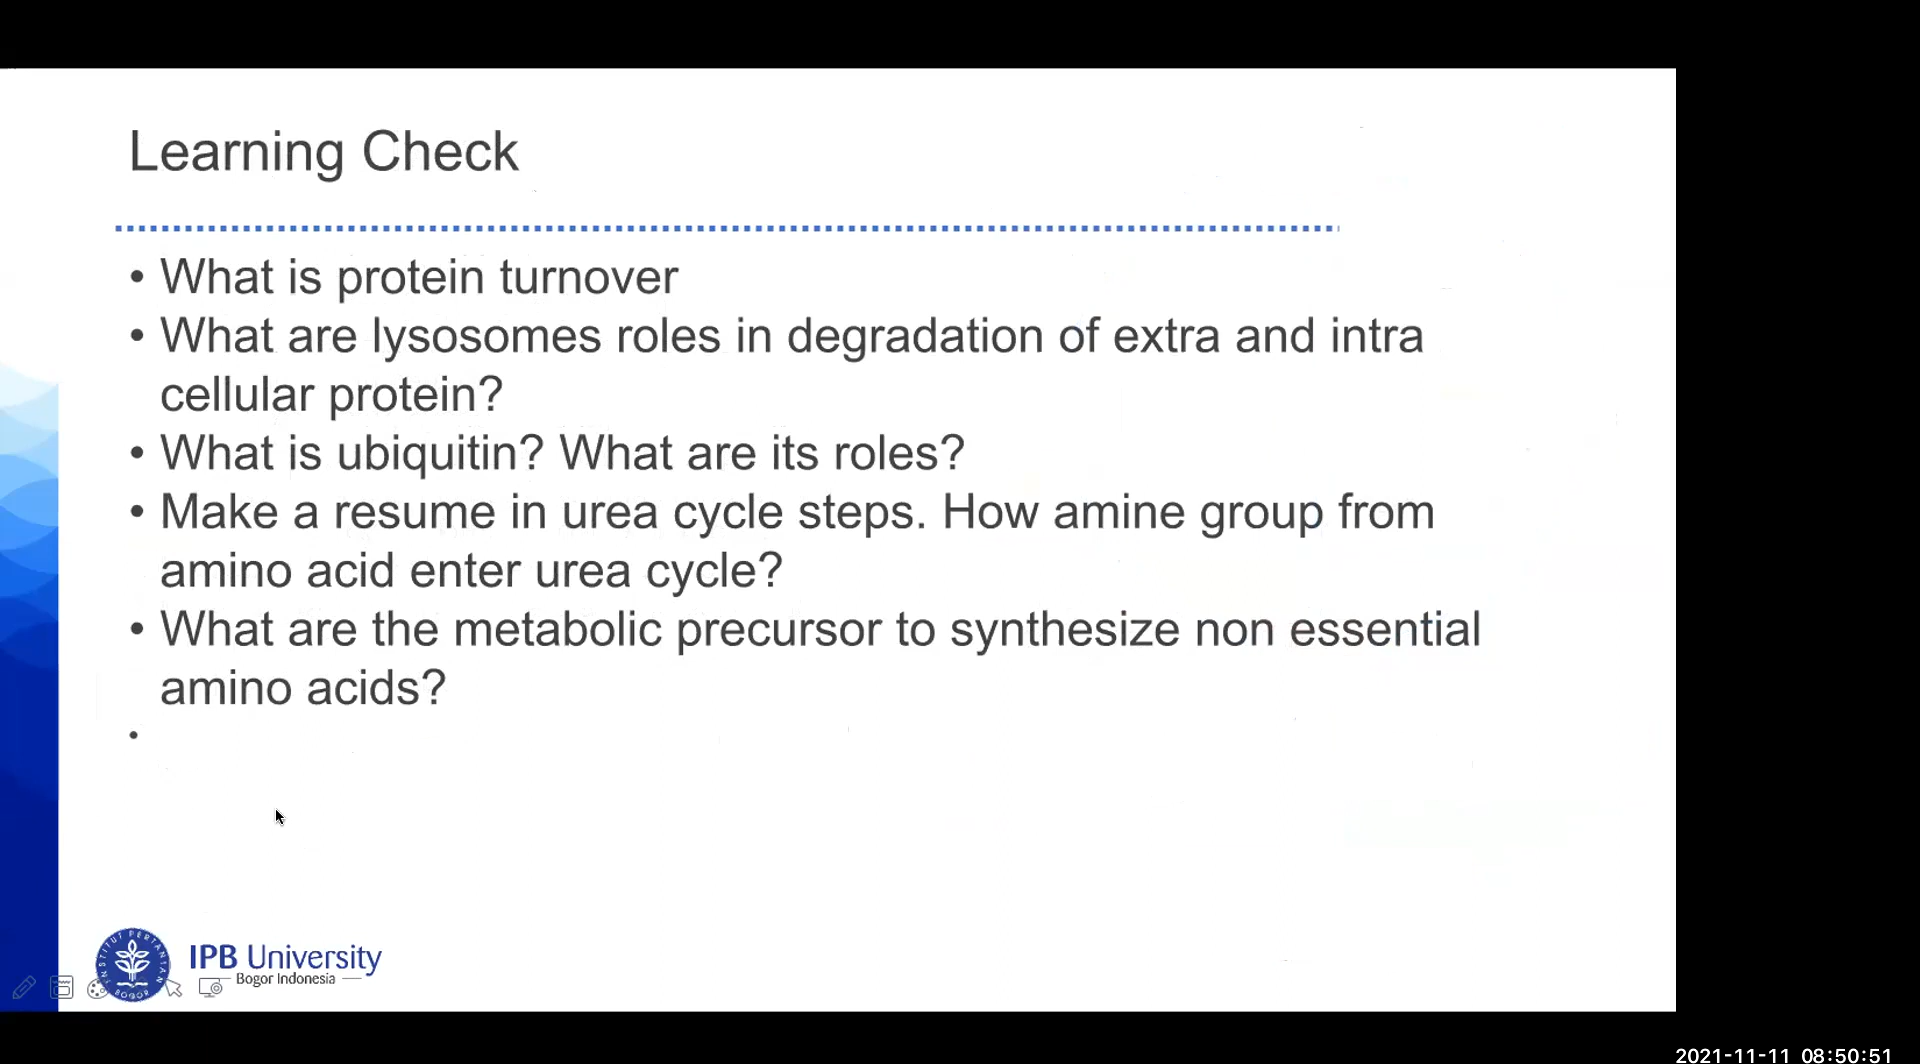 Learning Check
• What is protein turnover
• What are lysosomes roles in degradation of extra and intra
cellular protein?
• What is ubiquitin? What are its roles?
• Make a resume in urea cycle steps. How amine group from
amino acid enter urea cycle?
• What are the metabolic precursor to synthesize non essential
amino acids?
•
INSTITUT PERTANIAN
BOGOR
IPB University
Bogor Indonesia
2021-11-11 08:50:51